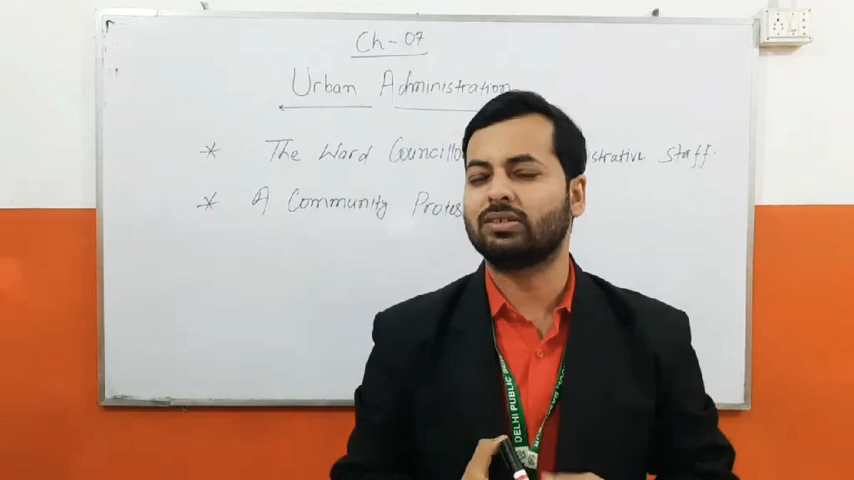 Ch-07
Urban Administration
* The Ward Councillo istrative Staff.
* A Community Protes
DELHI PUBLIC